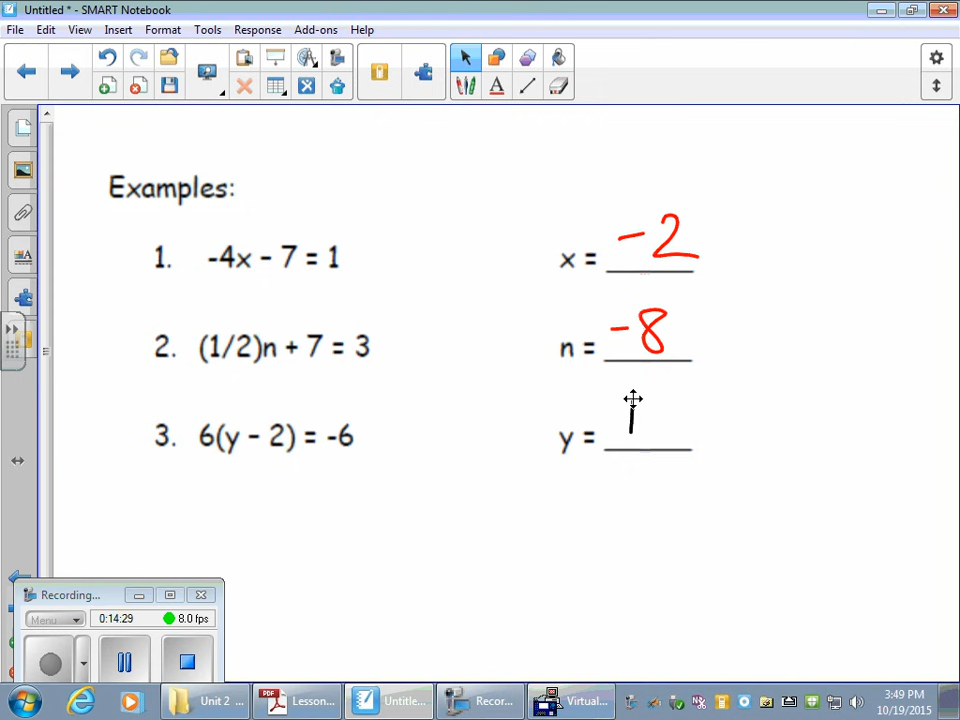 Untitled * - SMART Notebook
File Edit View Insert Format Tools Response Add-ons Help
Examples:
1. -4x - 7 = 1 x = -2
2. (1/2)n + 7 = 3 n = -8
3. 6(y - 2) = -6 y = 1
Recording...
Menu 0:14:29 8.0 fps
Unit 2 Lesson... Untitle... Recor... Virtual... 3:49 PM
10/19/2015